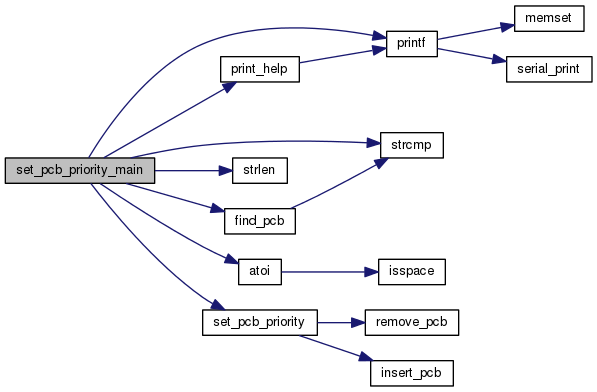 memset
printf
print_help
serial_print
strcmp
set_pcb_priority_main
strlen
find_pcb
atoi
isspace
set_pcb_priority
remove_pcb
insert_pcb